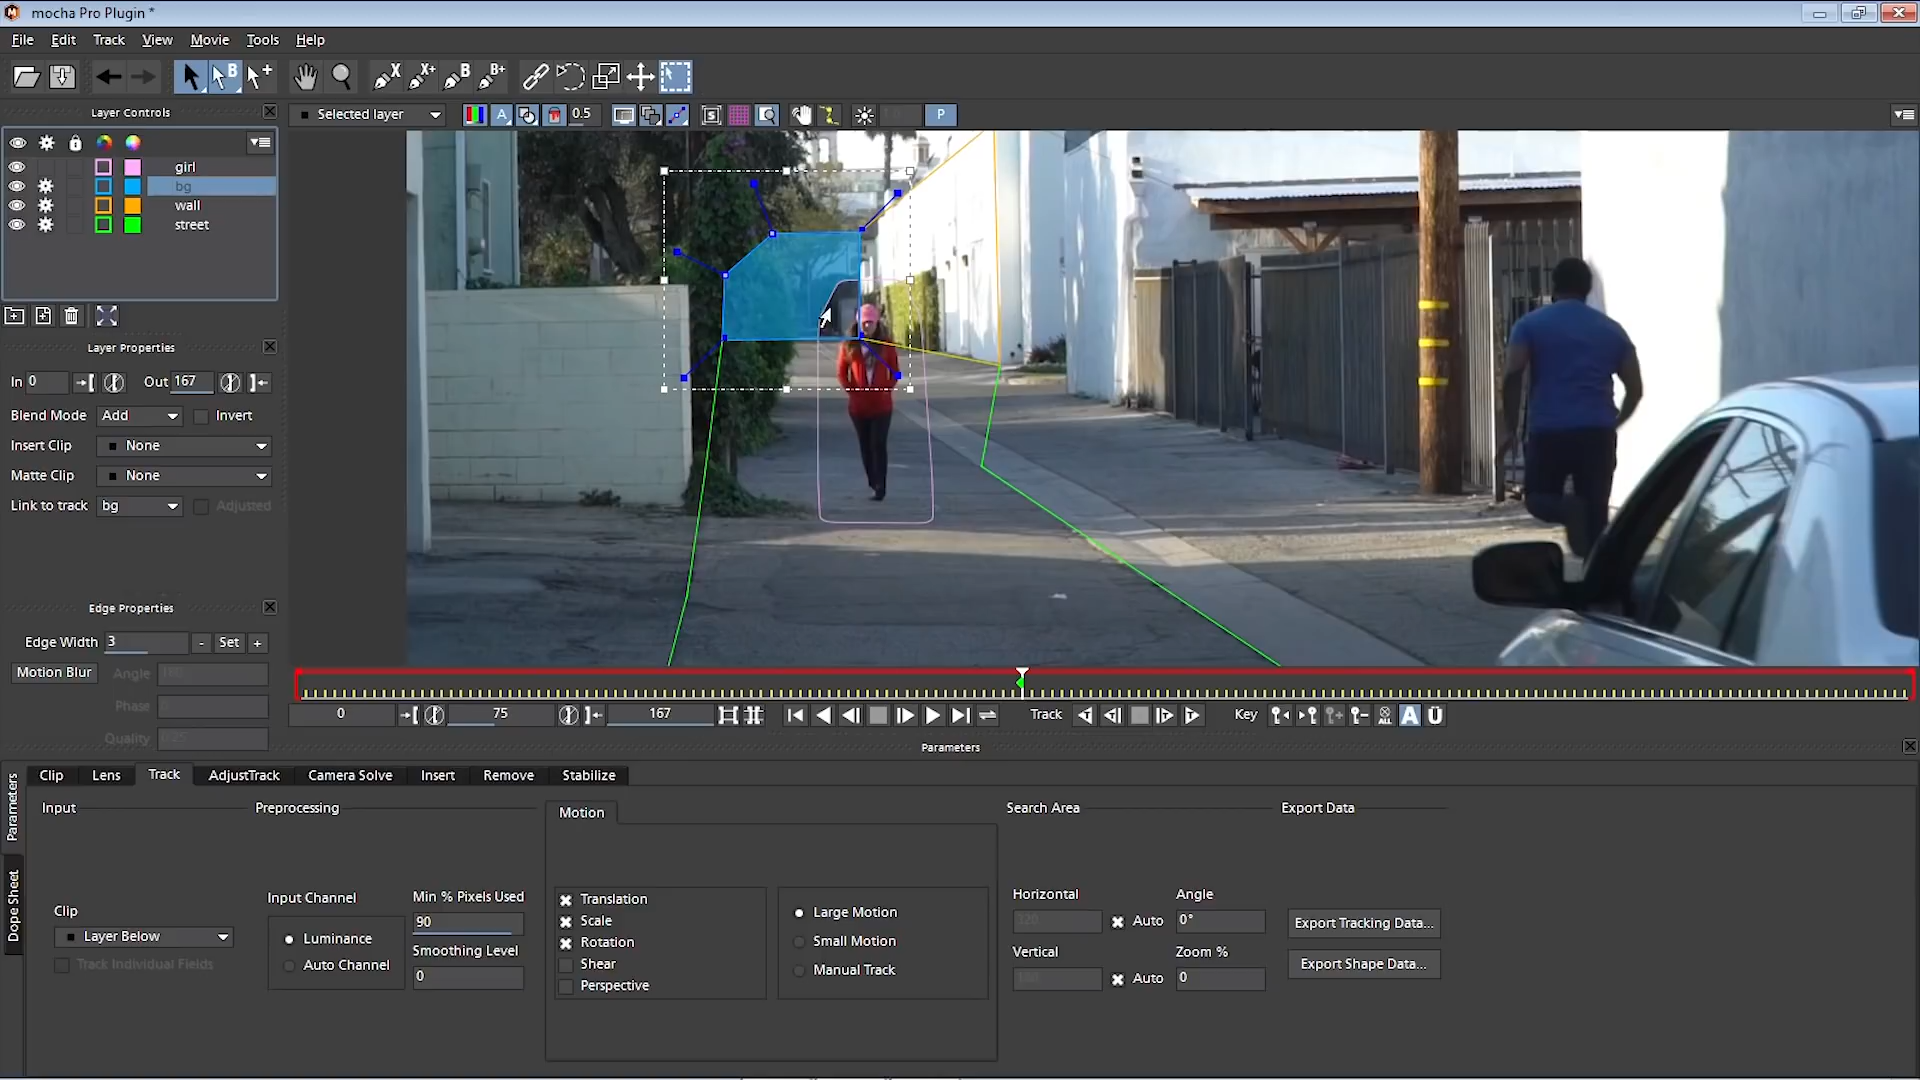 mocha Pro Plugin *
File Edit Track View Movie Tools Help
Layer Controls
Selected layer
A
0.5
P
girl
bg
wall
street
Layer Properties
In 0 Out 167
Blend Mode Add Invert
Insert Clip None
Matte Clip None
Link to track bg Adjusted
Edge Properties
Edge Width 3 - Set +
Motion Blur Angle 180
Phase 0
Quality 0.25
0 75 167 Track Key ALL A Ü
Parameters
Parameters
Dope Sheet
Clip Lens Track AdjustTrack Camera Solve Insert Remove Stabilize
Input
Clip
Layer Below
Track Individual Fields
Preprocessing
Input Channel
Luminance
Auto Channel
Min % Pixels Used
90
Smoothing Level
0
Motion
Translation
Scale
Rotation
Shear
Perspective
Large Motion
Small Motion
Manual Track
Search Area
Horizontal
Auto
Vertical
Auto
Angle
0°
Zoom %
0
Export Data
Export Tracking Data...
Export Shape Data...